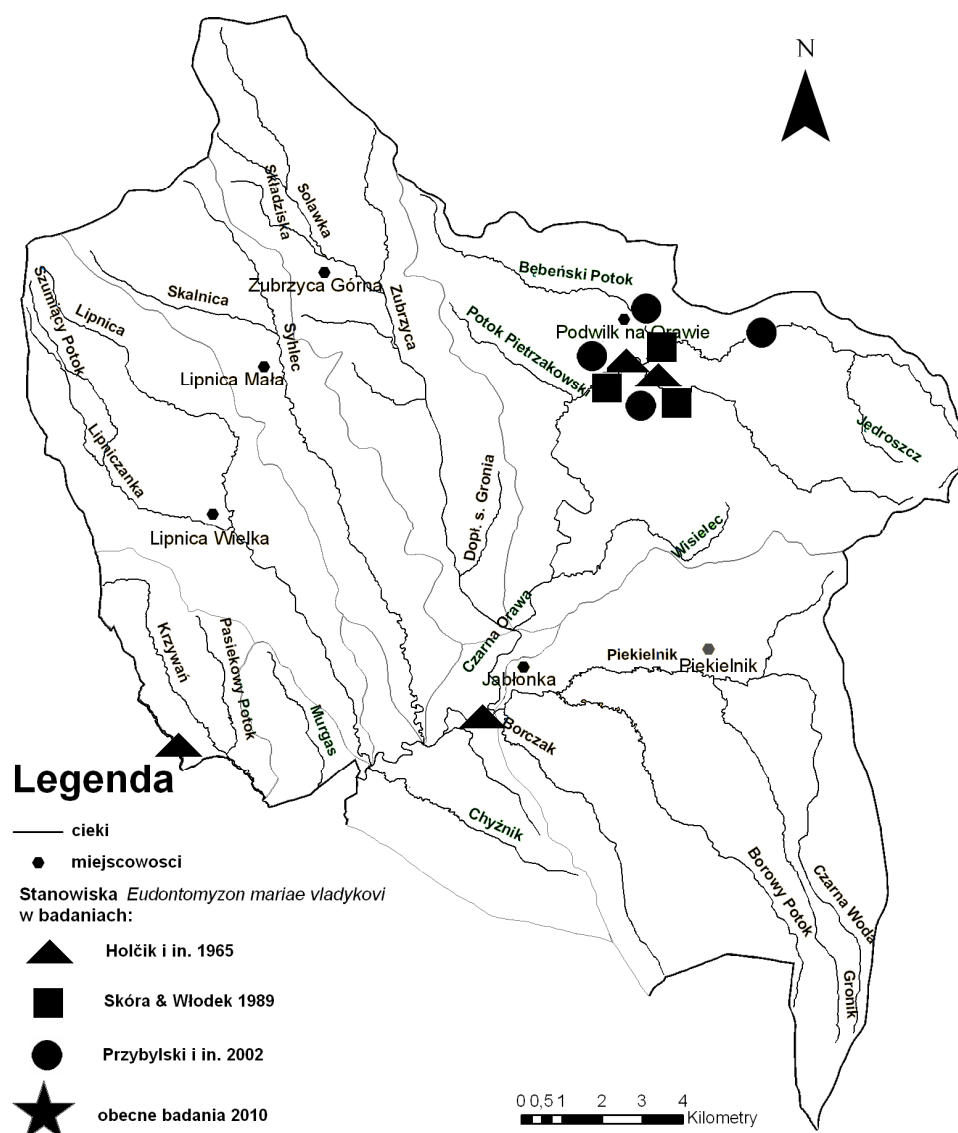 N
Składziska
Solawka
Bębeński Potok
Zubrzyca Górna
Szumiący Potok
Skalnica
Lipnica
Zubrzyca
Podwilk na Orawie
Potok Pietrzakowski
Syhlec
Lipnica Mała
Jędroszcz
Lipniczanka
Lipnica Wielka
Dopł. s. Gronia
Wisielec
Czarna Orawa
Krzywań
Pasiekowy Potok
Piekielnik
Piękielnik
Jabłonka
Murgas
Borczak
Chyżnik
Borowy Potok
Czarna Woda
Gronik
Legenda
cieki
miejscowosci
Stanowiska Eudontomyzon mariae vladykovi
w badaniach:
Holčik i in. 1965
Skóra & Włodek 1989
Przybylski i in. 2002
obecne badania 2010
0 0,5 1 2 3 4
Kilometry